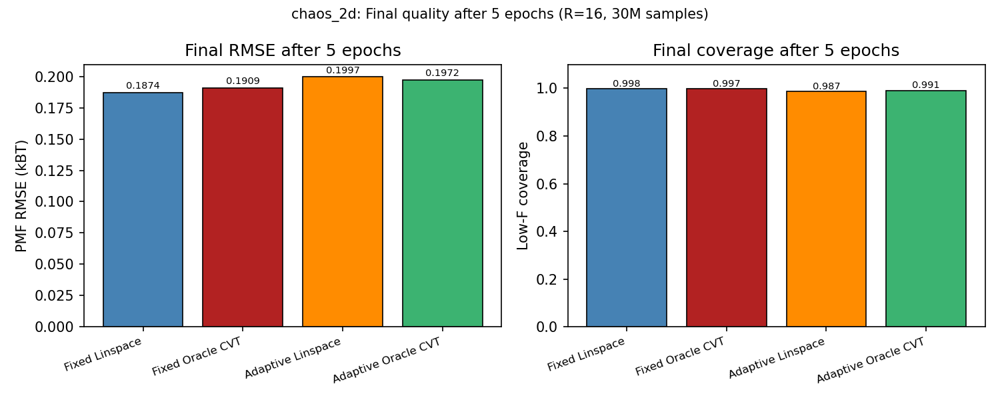 chaos_2d: Final quality after 5 epochs (R=16, 30M samples)
Final RMSE after 5 epochs
PMF RMSE (kBT)
0.200
0.175
0.150
0.125
0.100
0.075
0.050
0.025
0.000
0.1874
0.1909
0.1997
0.1972
Fixed Linspace
Fixed Oracle CVT
Adaptive Linspace
Adaptive Oracle CVT
Final coverage after 5 epochs
Low-F coverage
1.0
0.8
0.6
0.4
0.2
0.0
0.998
0.997
0.987
0.991
Fixed Linspace
Fixed Oracle CVT
Adaptive Linspace
Adaptive Oracle CVT